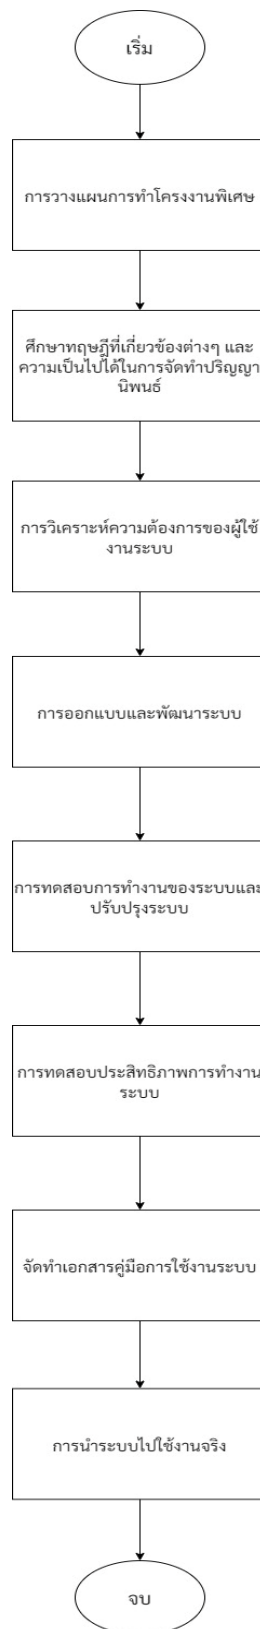 เริ่ม
การวางแผนการทำโครงงานพิเศษ
ศึกษาทฤษฎีที่เกี่ยวข้องต่างๆ และ
ความเป็นไปได้ในการจัดทำปริญญา
นิพนธ์
การวิเคราะห์ความต้องการของผู้ใช้
งานระบบ
การออกแบบและพัฒนาระบบ
การทดสอบการทำงานของระบบและ
ปรับปรุงระบบ
การทดสอบประสิทธิภาพการทำงาน
ระบบ
จัดทำเอกสารคู่มือการใช้งานระบบ
การนำระบบไปใช้งานจริง
จบ